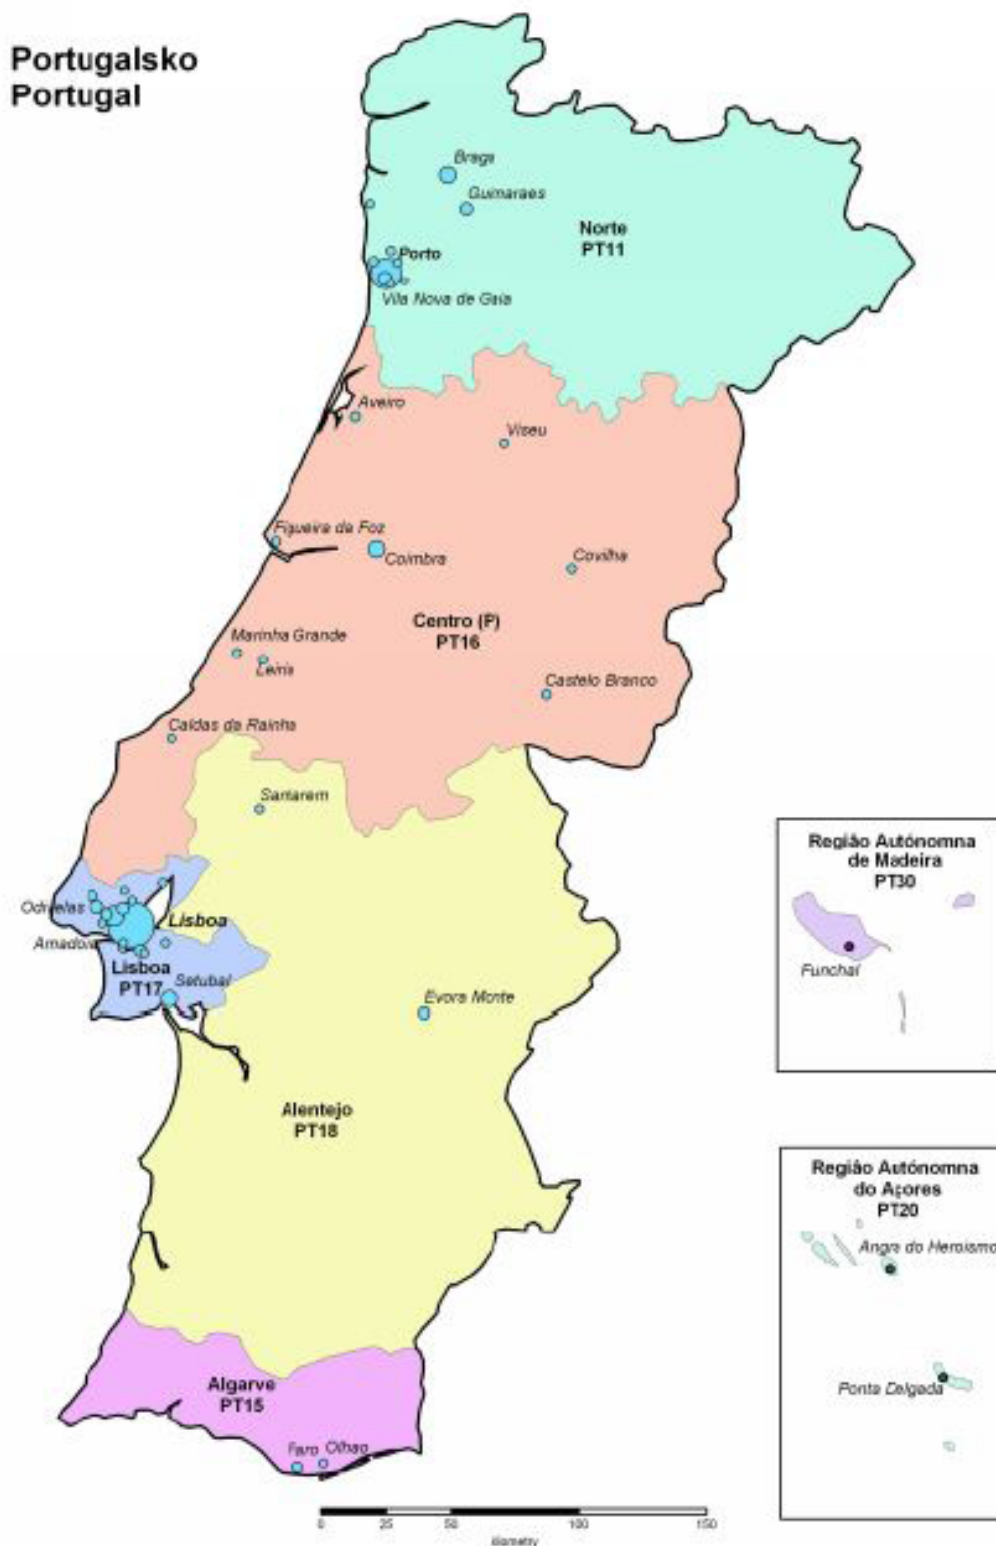 Portugalsko
Portugal
Braga
Guimaraes
Norte
PT11
Porto
Vila Nova de Gaia
Aveiro
Viseu
Figueira da Foz
Coimbra
Covilha
Centro (P)
PT16
Marinha Grande
Leiria
Castelo Branco
Caldas da Rainha
Santarem
Odivelas
Lisboa
Amadora
Lisboa
PT17
Setubal
Evora Monte
Alentejo
PT18
Algarve
PT15
Faro Olhao
Região Autónomna
de Madeira
PT30
Funchal
Região Autónomna
do Açores
PT20
Angra do Heroismo
Ponta Delgada
0 25 50 100 150
kilometry